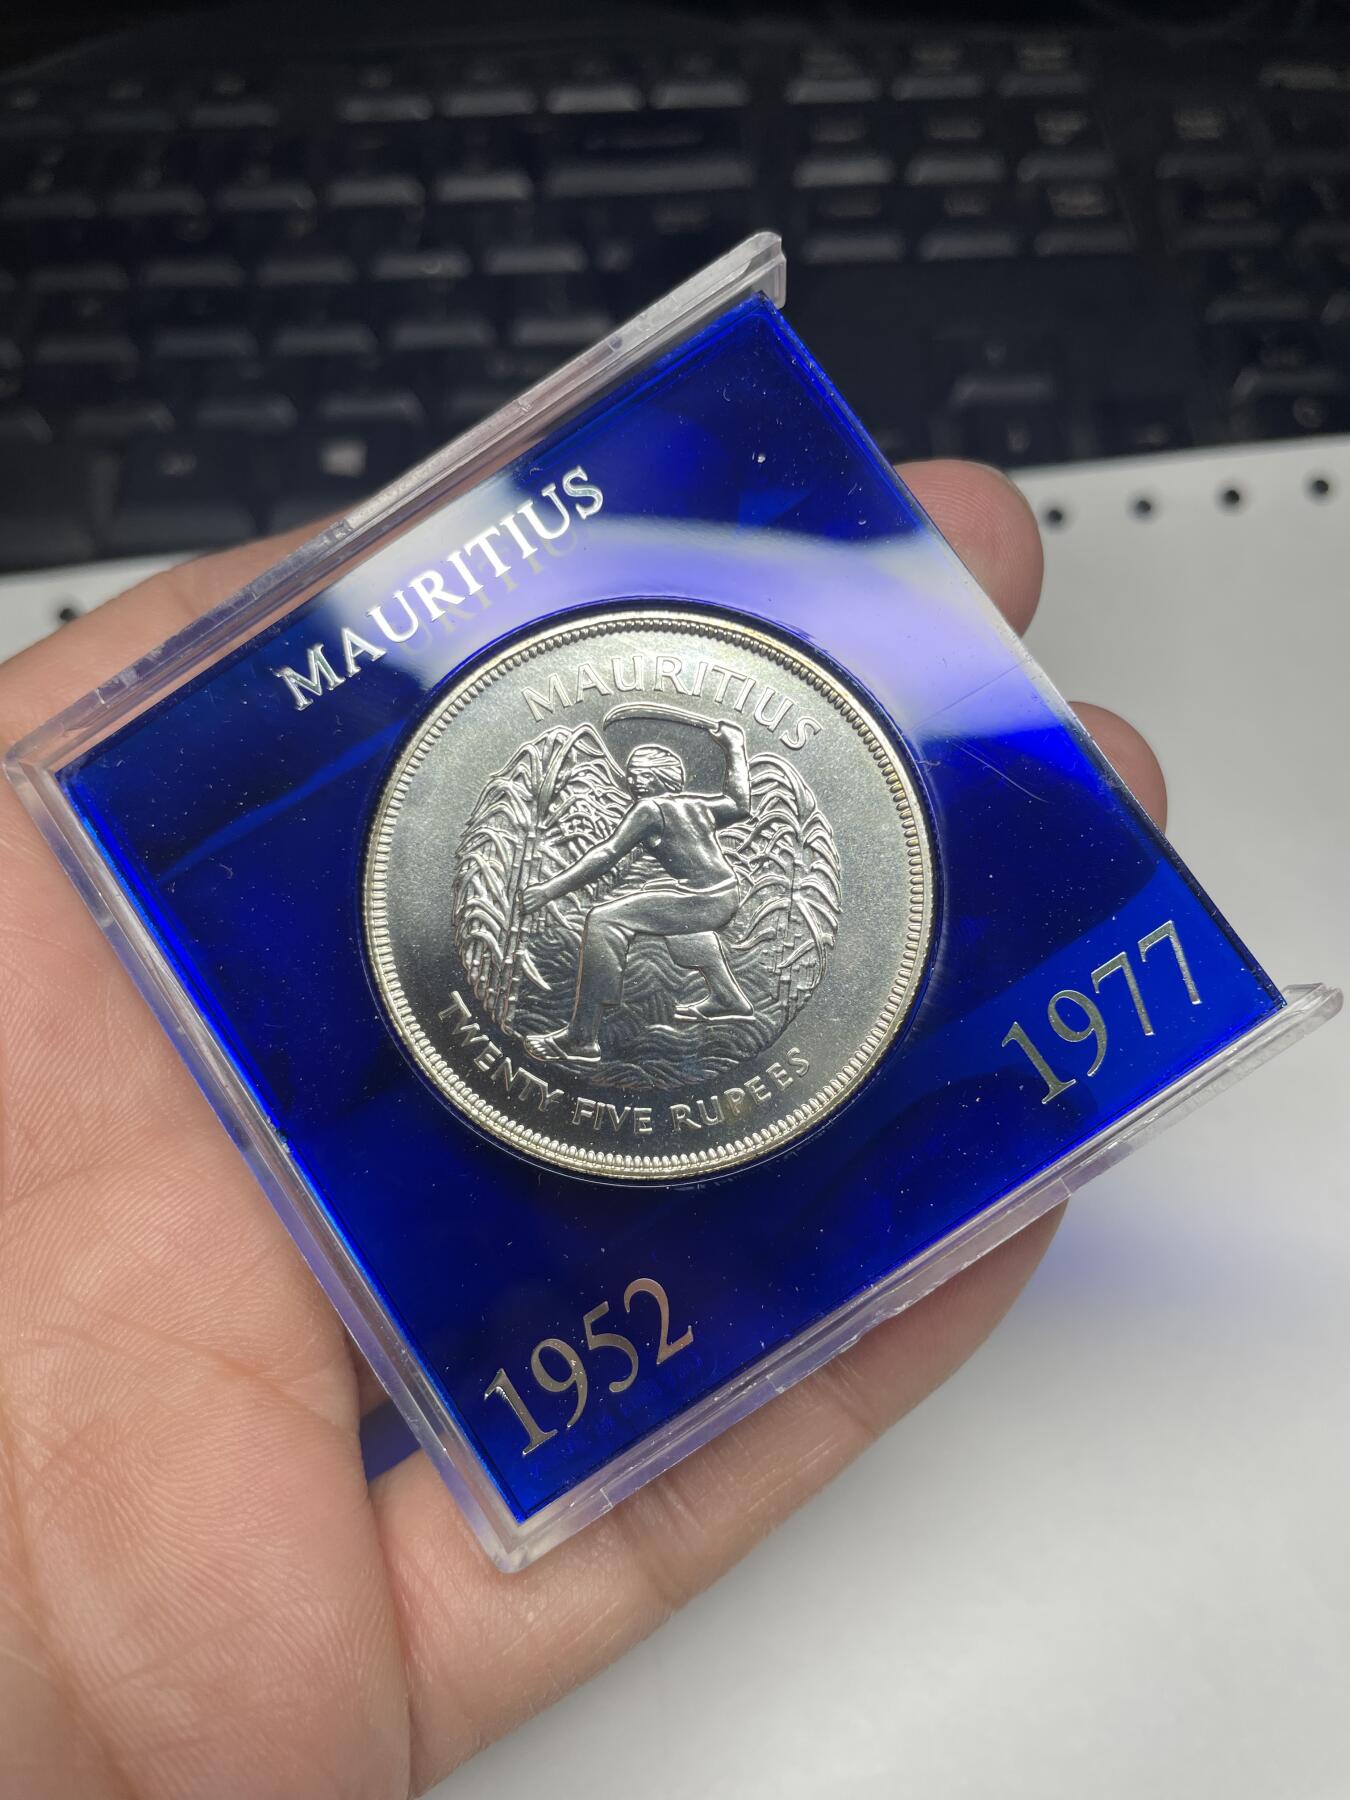 MAURITIUS
MAURITIUS
TWENTY FIVE RUPEES
1952
1977